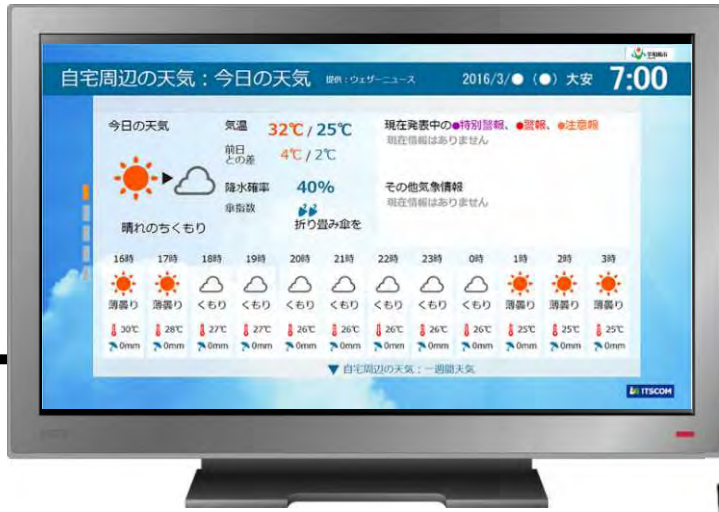 自宅周辺の天気：今日の天気 提供：ウェザーニュース 2016/3/●（●）大安 7:00
今日の天気
晴れのちくもり
気温 32℃ / 25℃
前日との差 4℃ / 2℃
降水確率 40%
傘指数 折り畳み傘を
現在発表中の●特別警報、●警報、●注意報
現在情報はありません
その他気象情報
現在情報はありません
16時 17時 18時 19時 20時 21時 22時 23時 0時 1時 2時 3時
薄曇り 薄曇り くもり くもり くもり くもり くもり くもり くもり 薄曇り 薄曇り 薄曇り
30℃ 28℃ 27℃ 27℃ 26℃ 26℃ 26℃ 26℃ 26℃ 25℃ 25℃ 25℃
0mm 0mm 0mm 0mm 0mm 0mm 0mm 0mm 0mm 0mm 0mm 0mm
▼ 自宅周辺の天気：一週間天気
ITSCOM